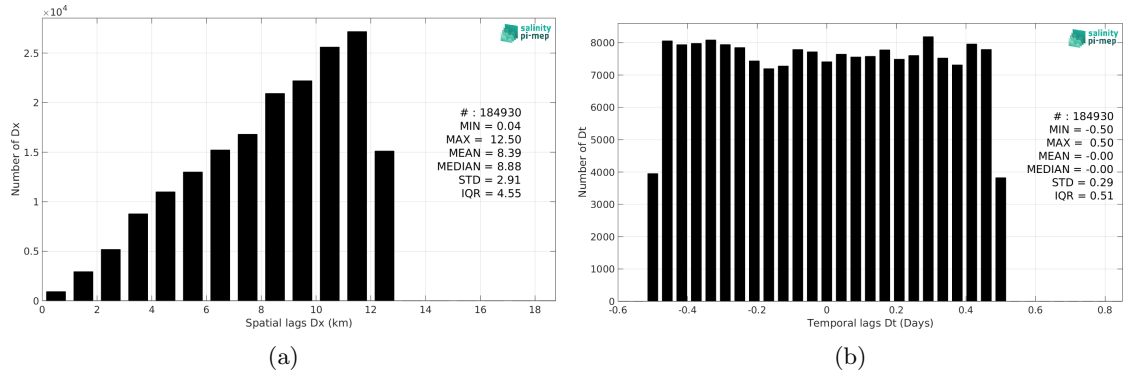 ×10⁴
salinity
pi-mep
2.5
2
1.5
1
0.5
0
Number of Dx
# : 184930
MIN = 0.04
MAX = 12.50
MEAN = 8.39
MEDIAN = 8.88
STD = 2.91
IQR = 4.55
0 2 4 6 8 10 12 14 16 18
Spatial lags Dx (km)
(a)
salinity
pi-mep
8000
7000
6000
5000
4000
3000
2000
1000
0
Number of Dt
# : 184930
MIN = -0.50
MAX = 0.50
MEAN = -0.00
MEDIAN = -0.00
STD = 0.29
IQR = 0.51
-0.6 -0.4 -0.2 0 0.2 0.4 0.6 0.8
Temporal lags Dt (Days)
(b)